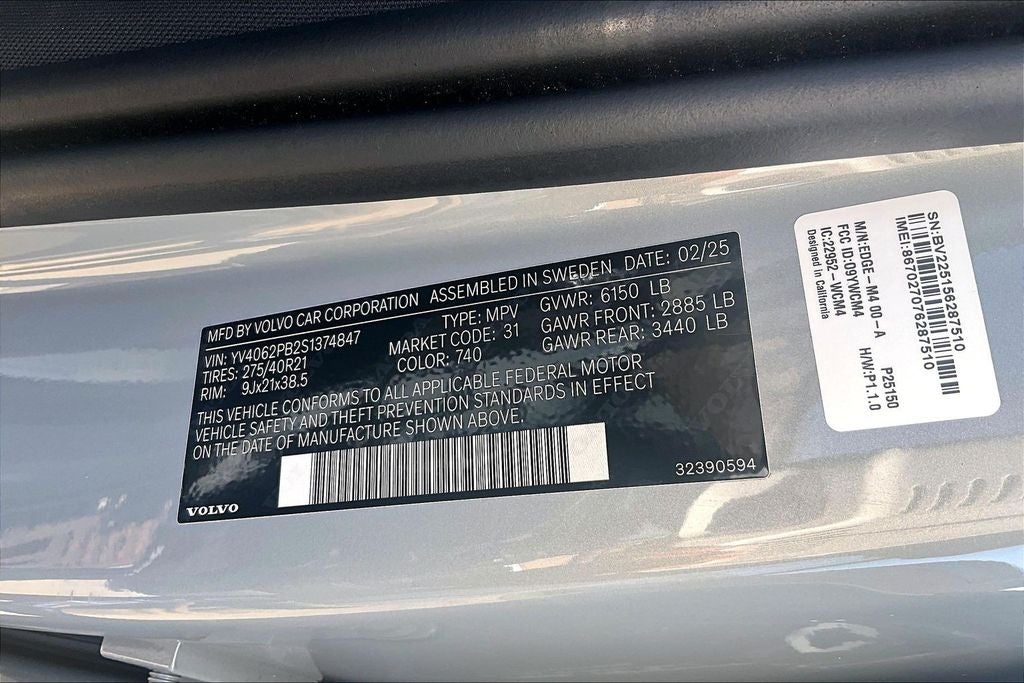 MFD BY VOLVO CAR CORPORATION ASSEMBLED IN SWEDEN DATE: 02/25
VIN: YV4062PB2S1374847 TYPE: MPV GVWR: 6150 LB
TIRES: 275/40R21 MARKET CODE: 31 GAWR FRONT: 2885 LB
RIM: 9Jx21x38.5 COLOR: 740 GAWR REAR: 3440 LB
THIS VEHICLE CONFORMS TO ALL APPLICABLE FEDERAL MOTOR
VEHICLE SAFETY AND THEFT PREVENTION STANDARDS IN EFFECT
ON THE DATE OF MANUFACTURE SHOWN ABOVE.
VOLVO
32390594
SN:BV225156287510
IMEI:867027076287510
M/N:EDGE-M4 00-A P25150
FCC ID:O9YWCM4 H/W:P1.1.0
IC:22952-WCM4
Designed in California